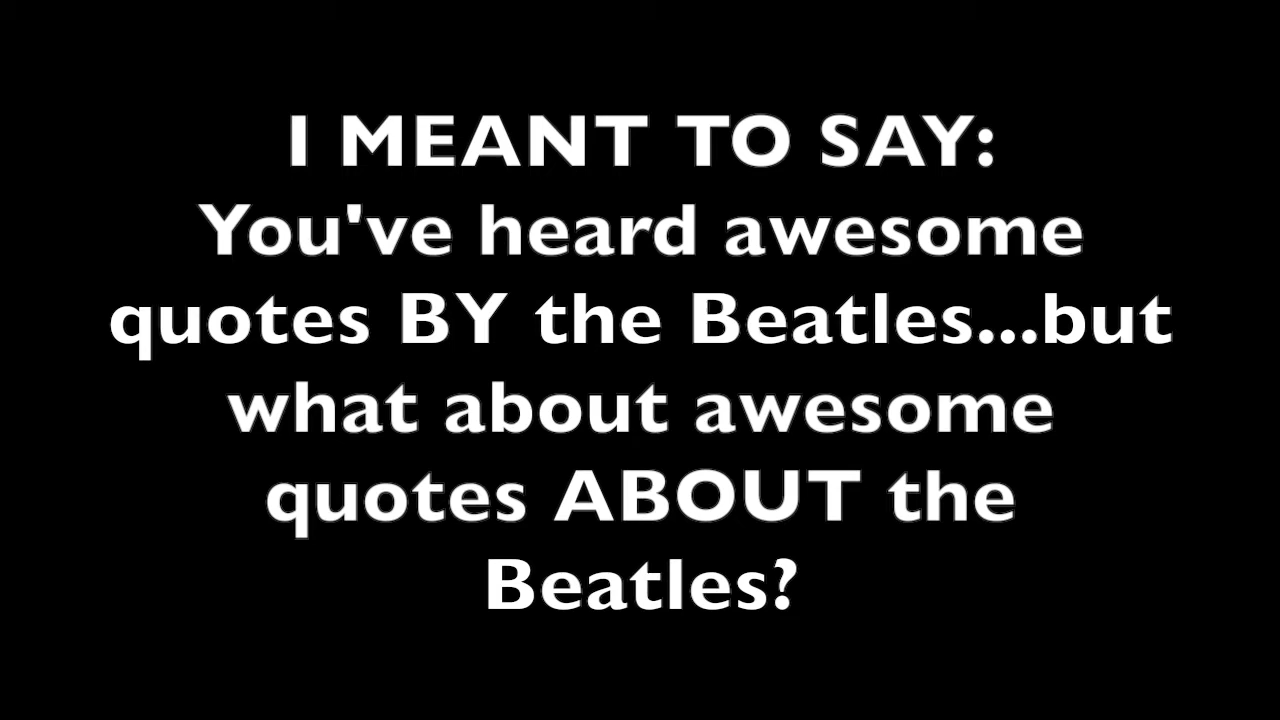 I MEANT TO SAY:
You've heard awesome
quotes BY the Beatles...but
what about awesome
quotes ABOUT the
Beatles?